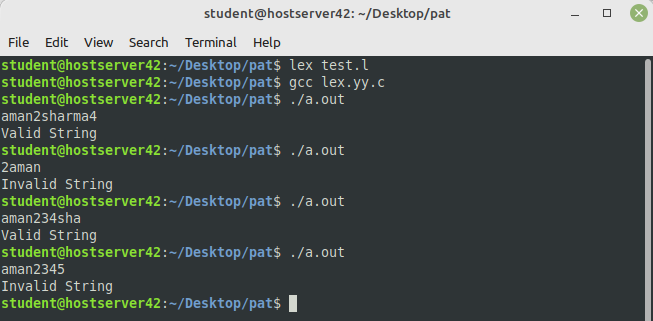 student@hostserver42: ~/Desktop/pat
File Edit View Search Terminal Help
student@hostserver42:~/Desktop/pat$ lex test.l
student@hostserver42:~/Desktop/pat$ gcc lex.yy.c
student@hostserver42:~/Desktop/pat$ ./a.out
aman2sharma4
Valid String
student@hostserver42:~/Desktop/pat$ ./a.out
2aman
Invalid String
student@hostserver42:~/Desktop/pat$ ./a.out
aman234sha
Valid String
student@hostserver42:~/Desktop/pat$ ./a.out
aman2345
Invalid String
student@hostserver42:~/Desktop/pat$